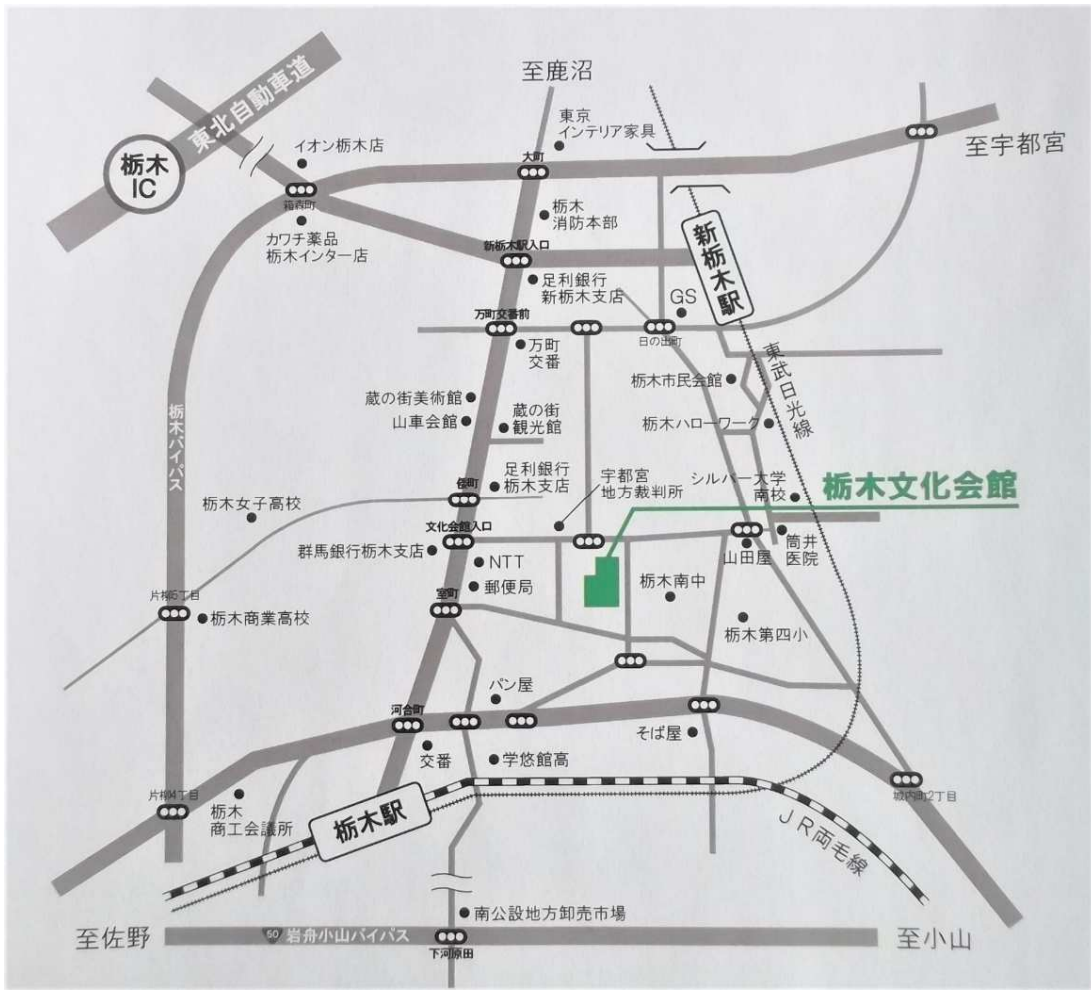 至鹿沼
東京
インテリア家具
東北自動車道
至宇都宮
栃木
IC
イオン栃木店
大町
箱森町
栃木
消防本部
カワチ薬品
栃木インター店
新栃木駅入口
新栃木駅
足利銀行
新栃木支店
GS
万町交番前
日の出町
万町
交番
東武日光線
栃木市民会館
蔵の街美術館
山車会館
蔵の街
観光館
栃木ハローワーク
栃木バイパス
足利銀行
栃木支店
宇都宮
地方裁判所
シルバー大学
南校
栃木文化会館
倭町
栃木女子高校
文化会館入口
群馬銀行栃木支店
山田屋
筒井
医院
NTT
郵便局
栃木南中
室町
片柳5丁目
栃木商業高校
栃木第四小
パン屋
河合町
そば屋
交番
学悠館高
片柳4丁目
栃木
商工会議所
栃木駅
城内町2丁目
JR両毛線
南公設地方卸売市場
至佐野
50
岩舟小山バイパス
至小山
下河原田